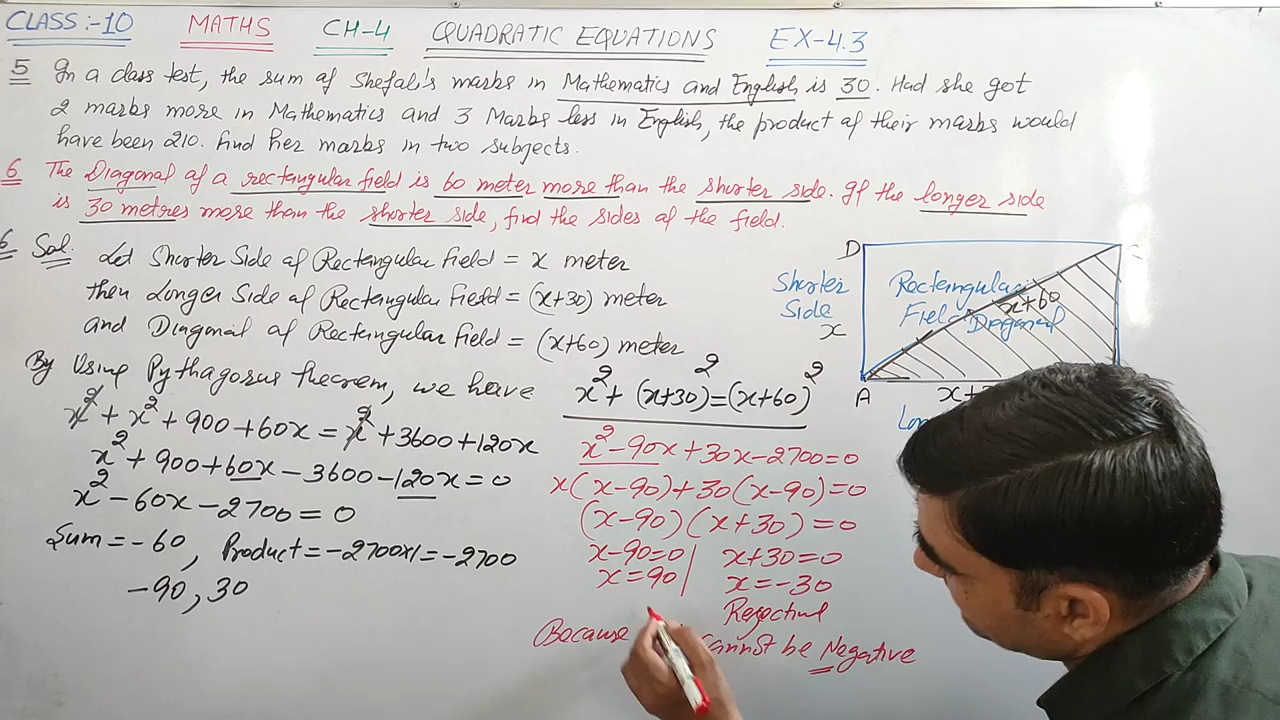 CLASS:-10 MATHS CH-4 QUADRATIC EQUATIONS EX-4.3
5 In a class test, the sum of Shefali's marks in Mathematics and English is 30. Had she got
2 marks more in Mathematics and 3 Marks less in English, the product of their marks would
have been 210. Find her marks in two subjects.
6 The Diagonal of a rectangular field is 60 meter more than the shorter side. If the longer side
is 30 metres more than the shorter side, find the sides of the field.
6 Sol. Let Shorter Side of Rectangular Field = x meter
then Longer Side of Rectangular Field = (x+30) meter
and Diagonal of Rectangular Field = (x+60) meter
By Using Pythagorus theorem, we have x² + (x+30)² = (x+60)²
x² + x² + 900 + 60x = x² + 3600 + 120x
x² + 900 + 60x - 3600 - 120x = 0
x² - 60x - 2700 = 0
Sum = -60, Product = -2700x1 = -2700
-90, 30
x² - 90x + 30x - 2700 = 0
x(x-90) + 30(x-90) = 0
(x-90) (x+30) = 0
x-90=0 | x+30=0
x=90 | x=-30
Rejected
Because Cannot be Negative
D
Shorter
Side
x
Rectangular
Field
x+60
Diagonal
A